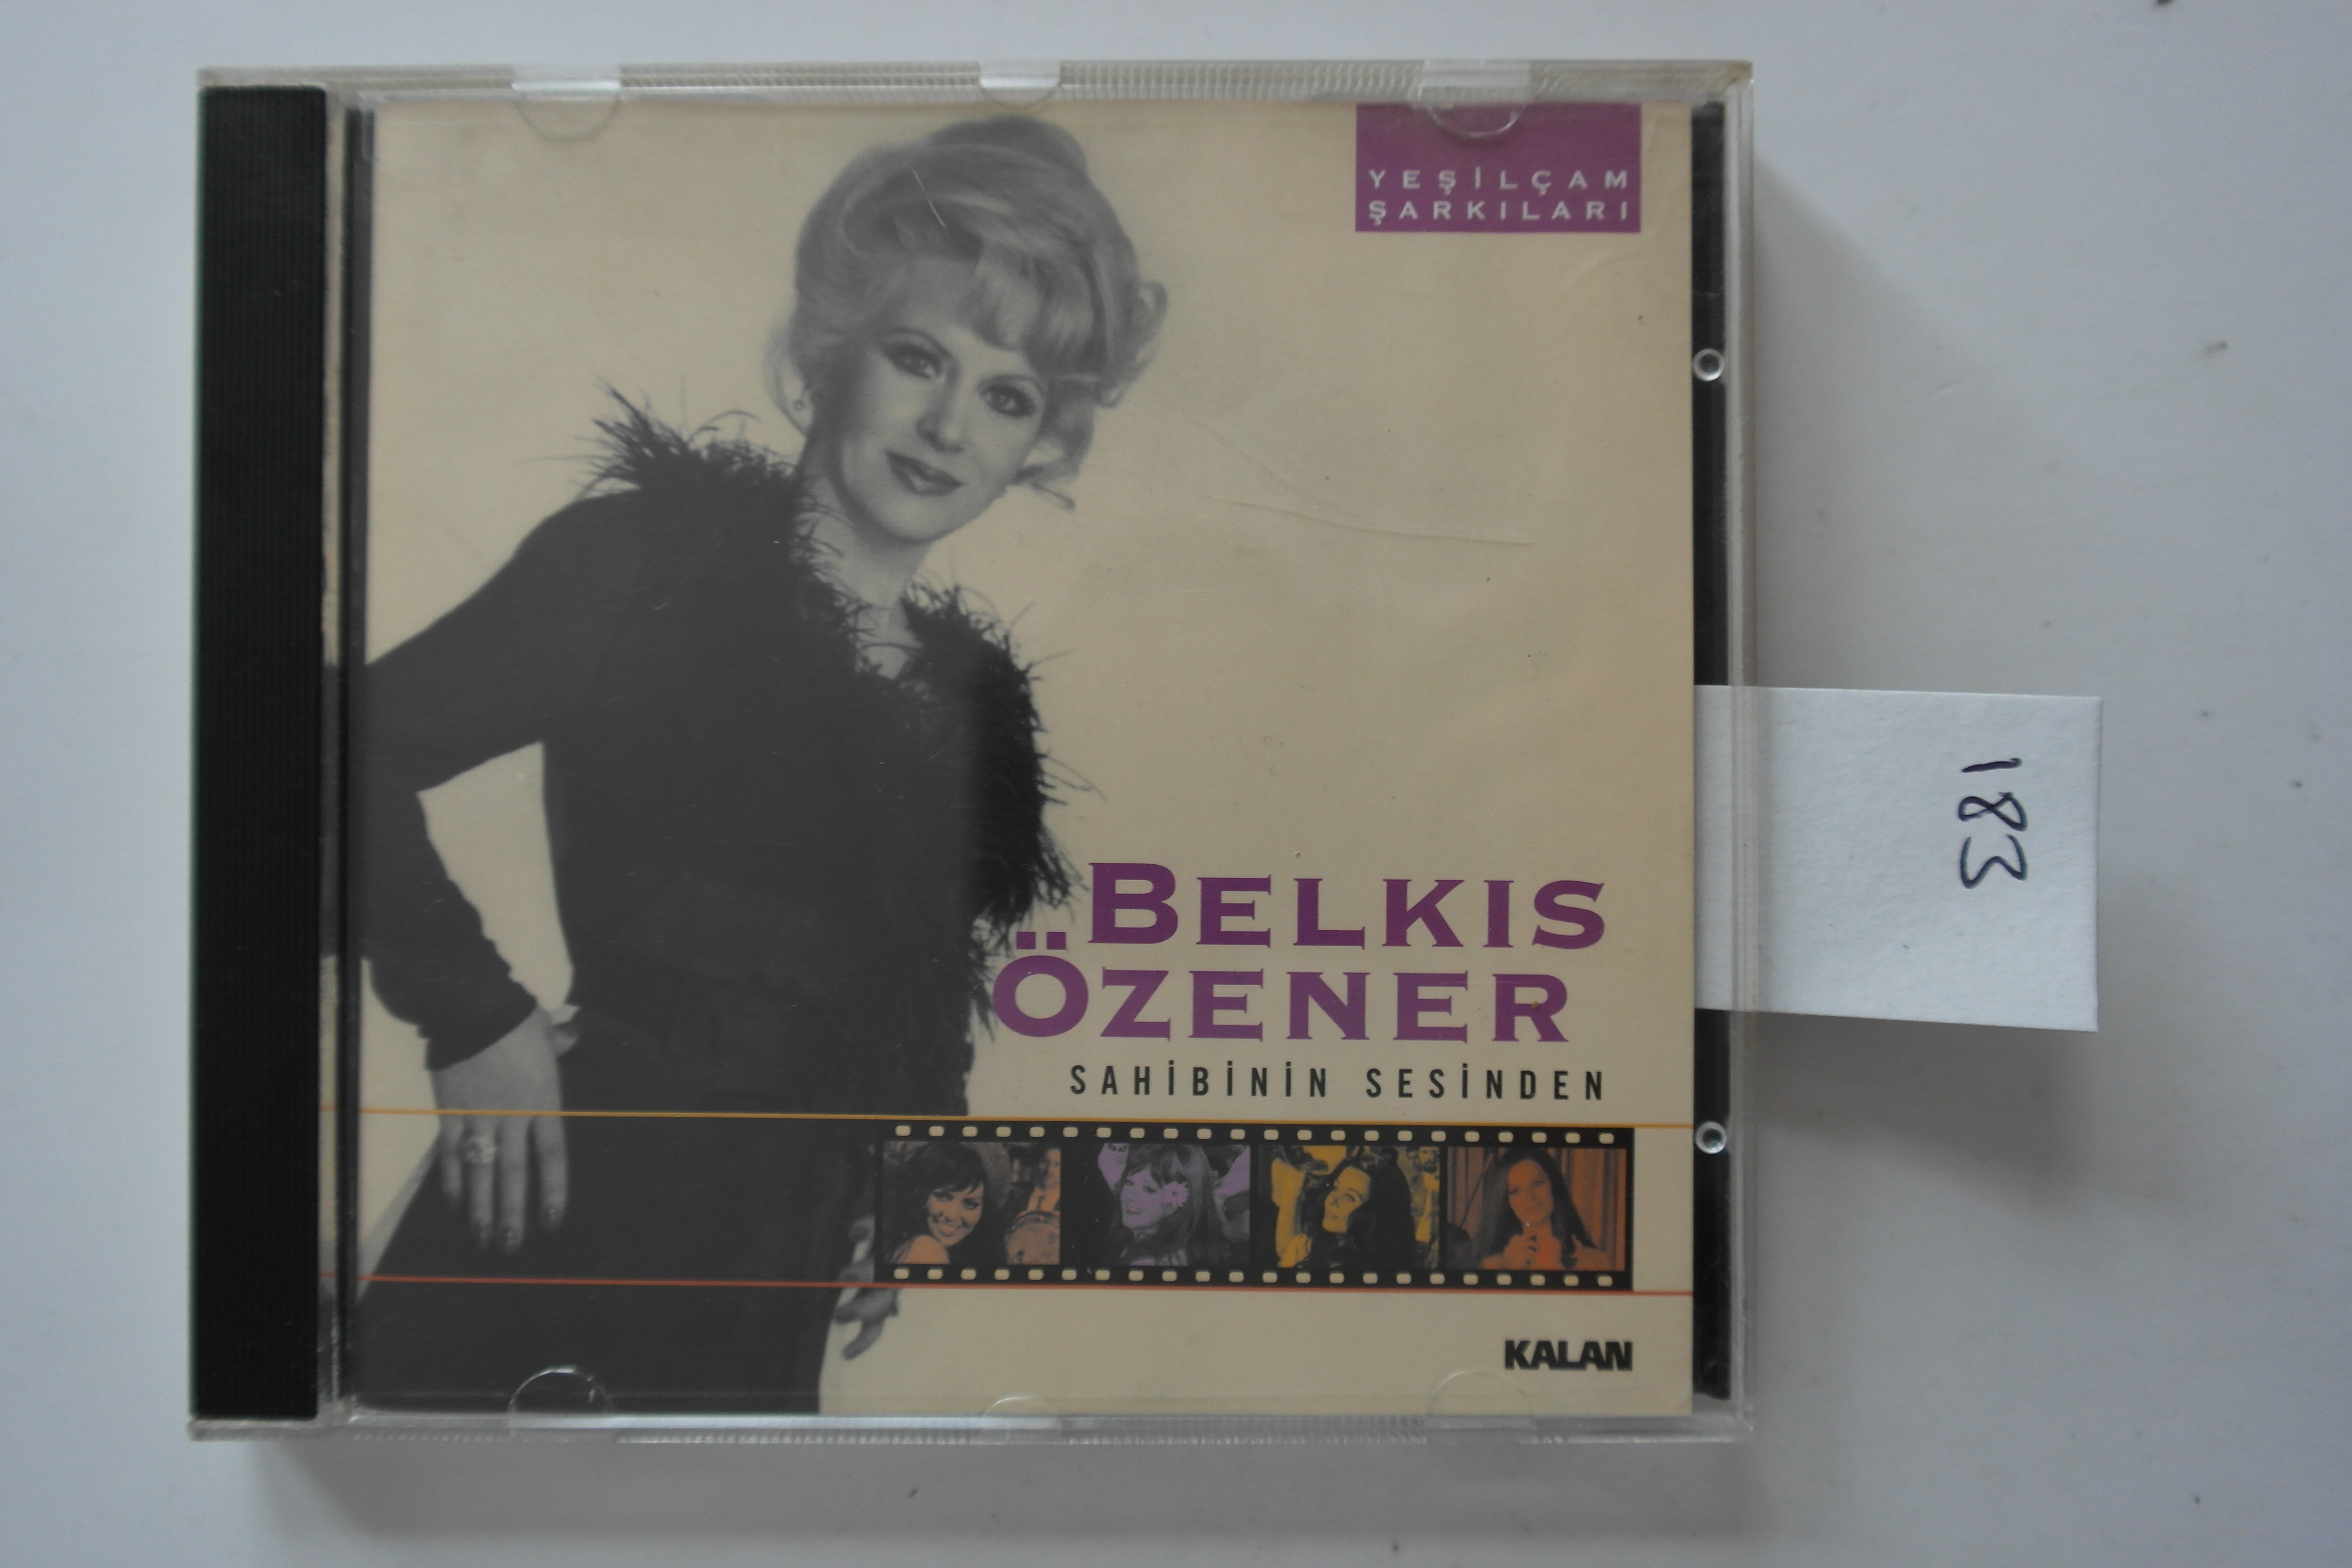 YEŞİLÇAM
ŞARKILARI
BELKIS
ÖZENER
SAHİBİNİN SESİNDEN
KALAN
183